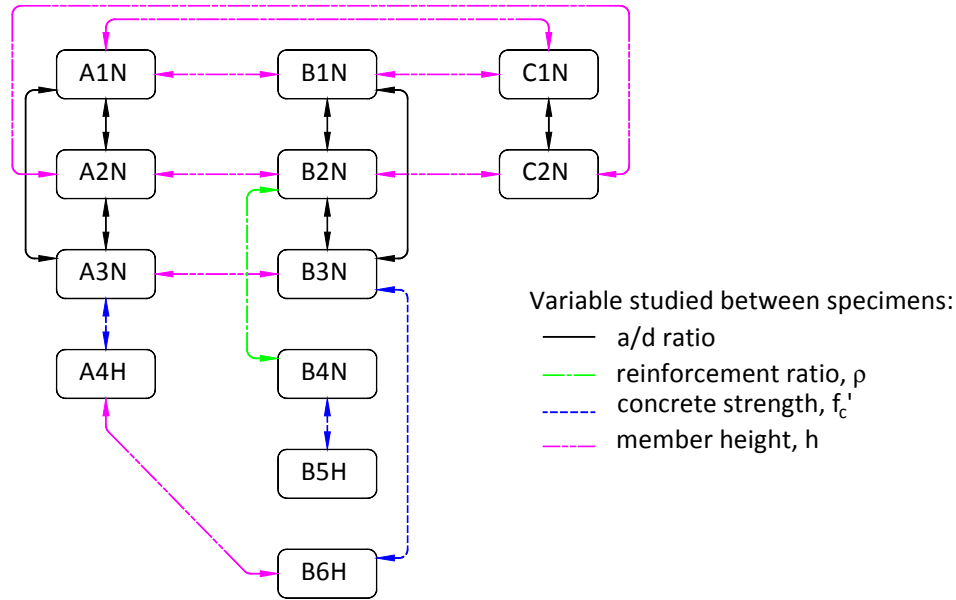 A1N B1N C1N
A2N B2N C2N
A3N B3N
A4H B4N
B5H
B6H
Variable studied between specimens:
a/d ratio
reinforcement ratio, ρ
concrete strength, fc'
member height, h